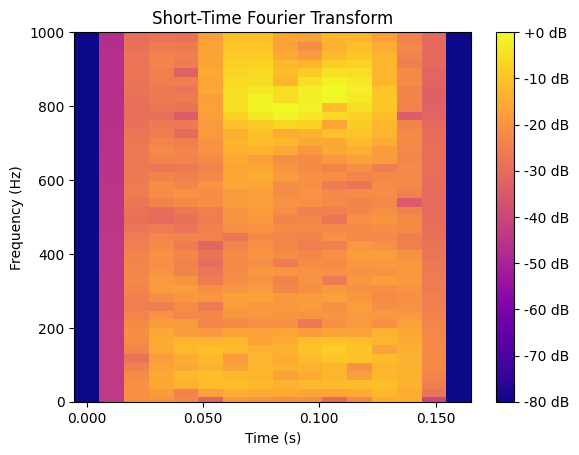 Short-Time Fourier Transform
1000
800
600
400
200
0
Frequency (Hz)
0.000
0.050
0.100
0.150
Time (s)
+0 dB
-10 dB
-20 dB
-30 dB
-40 dB
-50 dB
-60 dB
-70 dB
-80 dB